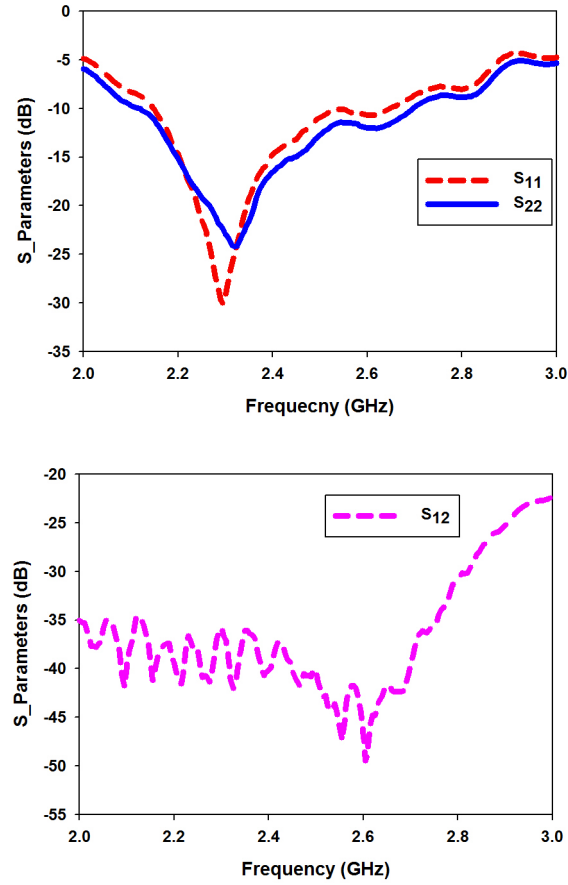 0
-5
-10
-15
-20
-25
-30
-35
S_Parameters (dB)
S11
S22
2.0 2.2 2.4 2.6 2.8 3.0
Frequecny (GHz)
-20
-25
-30
-35
-40
-45
-50
-55
S_Parameters (dB)
S12
2.0 2.2 2.4 2.6 2.8 3.0
Frequency (GHz)